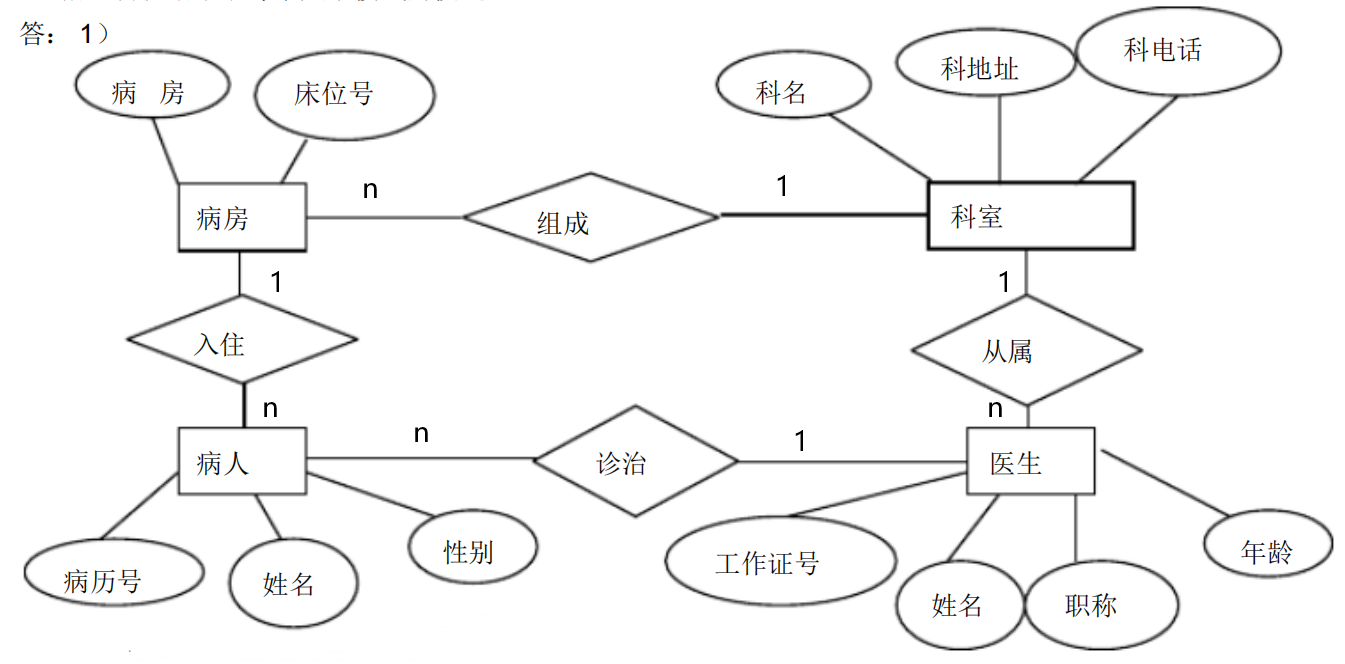 答： 1）
病 房
床位号
科名
科地址
科电话
病房
n
组成
1
科室
1
入住
n
1
从属
n
病人
n
诊治
1
医生
病历号
姓名
性别
工作证号
姓名
职称
年龄